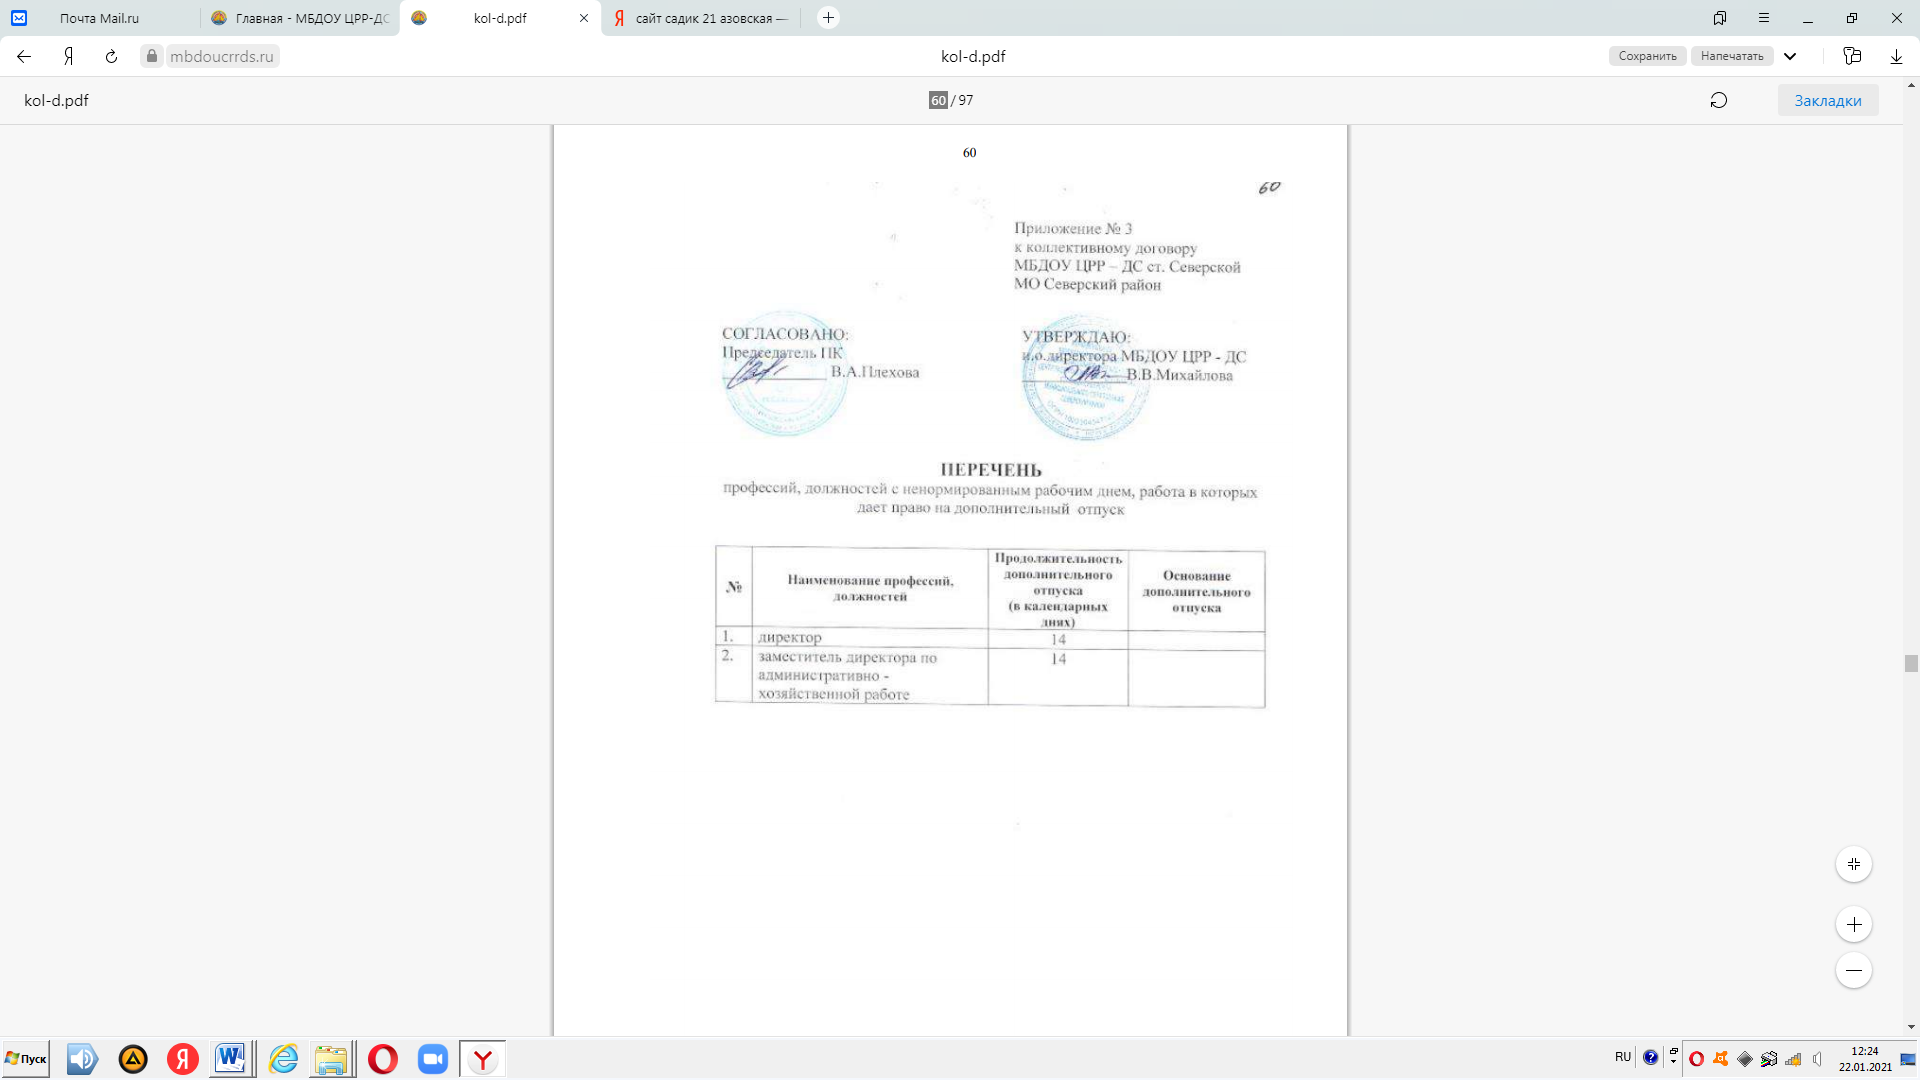 Почта Mail.ru
Главная - МБДОУ ЦРР-ДС
kol-d.pdf
сайт садик 21 азовская —
mbdoucrrds.ru
kol-d.pdf
Сохранить
Напечатать
kol-d.pdf
60 / 97
Закладки
60
60
Приложение № 3
к коллективному договору
МБДОУ ЦРР – ДС ст. Северской
МО Северский район
СОГЛАСОВАНО:
Председатель ПК
В.А.Плехова
УТВЕРЖДАЮ:
и.о.директора МБДОУ ЦРР - ДС
В.В.Михайлова
ПЕРЕЧЕНЬ
профессий, должностей с ненормированным рабочим днем, работа в которых
дает право на дополнительный отпуск
№
Наименование профессий,
должностей
Продолжительность
дополнительного
отпуска
(в календарных
днях)
Основание
дополнительного
отпуска
1. директор 14
2. заместитель директора по 14
административно -
хозяйственной работе
Пуск
RU
12:24
22.01.2021